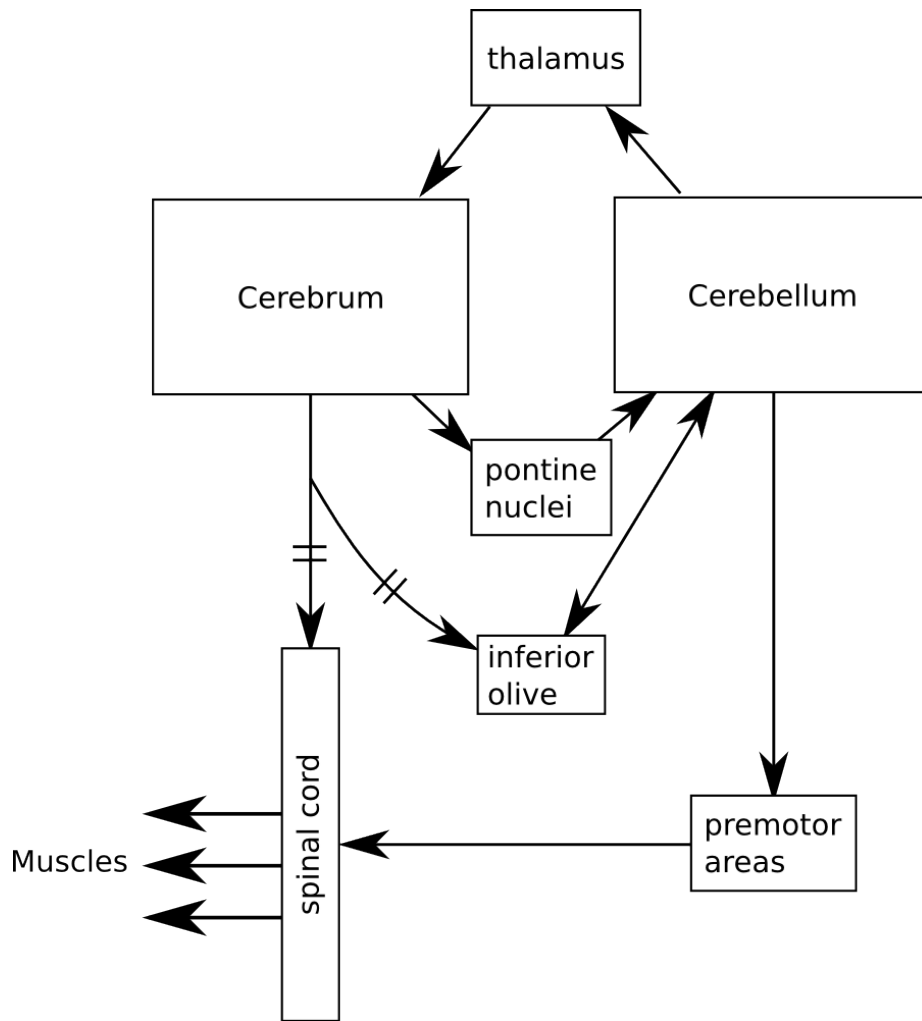 thalamus
Cerebrum
Cerebellum
pontine
nuclei
inferior
olive
spinal cord
premotor
areas
Muscles